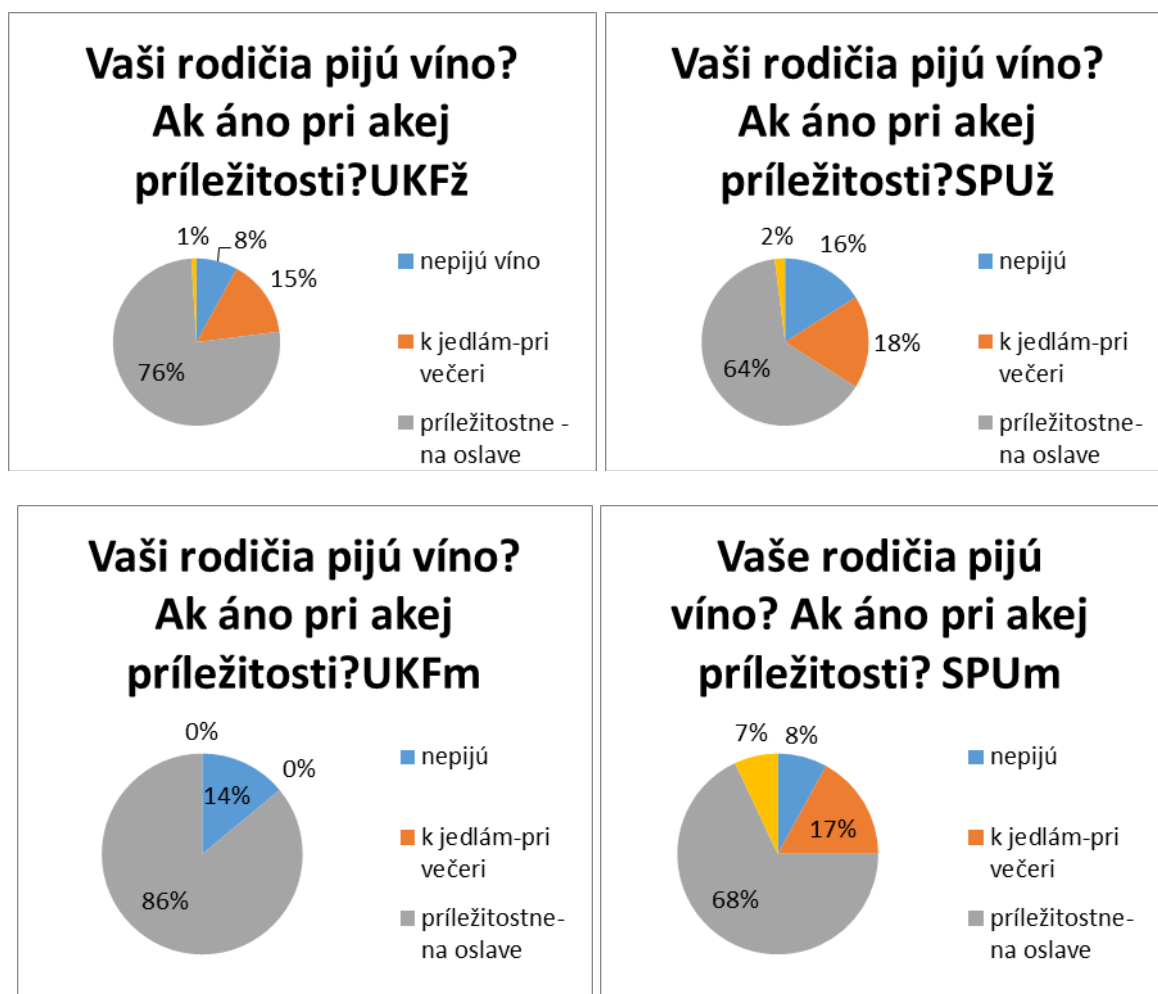 Vaši rodičia pijú víno?
Ak áno pri akej
príležitosti?UKFž
1%
8%
15%
76%
nepijú víno
k jedlám-pri
večeri
príležitostne -
na oslave
Vaši rodičia pijú víno?
Ak áno pri akej
príležitosti?SPUž
2%
16%
18%
64%
nepijú
k jedlám-pri
večeri
príležitostne-
na oslave
Vaši rodičia pijú víno?
Ak áno pri akej
príležitosti?UKFm
0%
0%
14%
86%
nepijú
k jedlám-pri
večeri
príležitostne-
na oslave
Vaše rodičia pijú
víno? Ak áno pri akej
príležitosti? SPUm
7%
8%
17%
68%
nepijú
k jedlám-pri
večeri
príležitostne-
na oslave